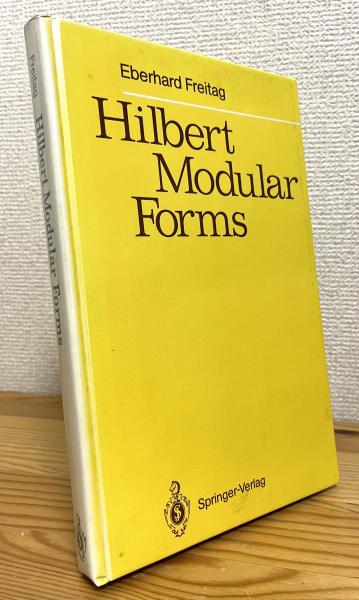 Eberhard Freitag
Hilbert
Modular
Forms
Springer-Verlag
Freitag Hilbert Modular Forms